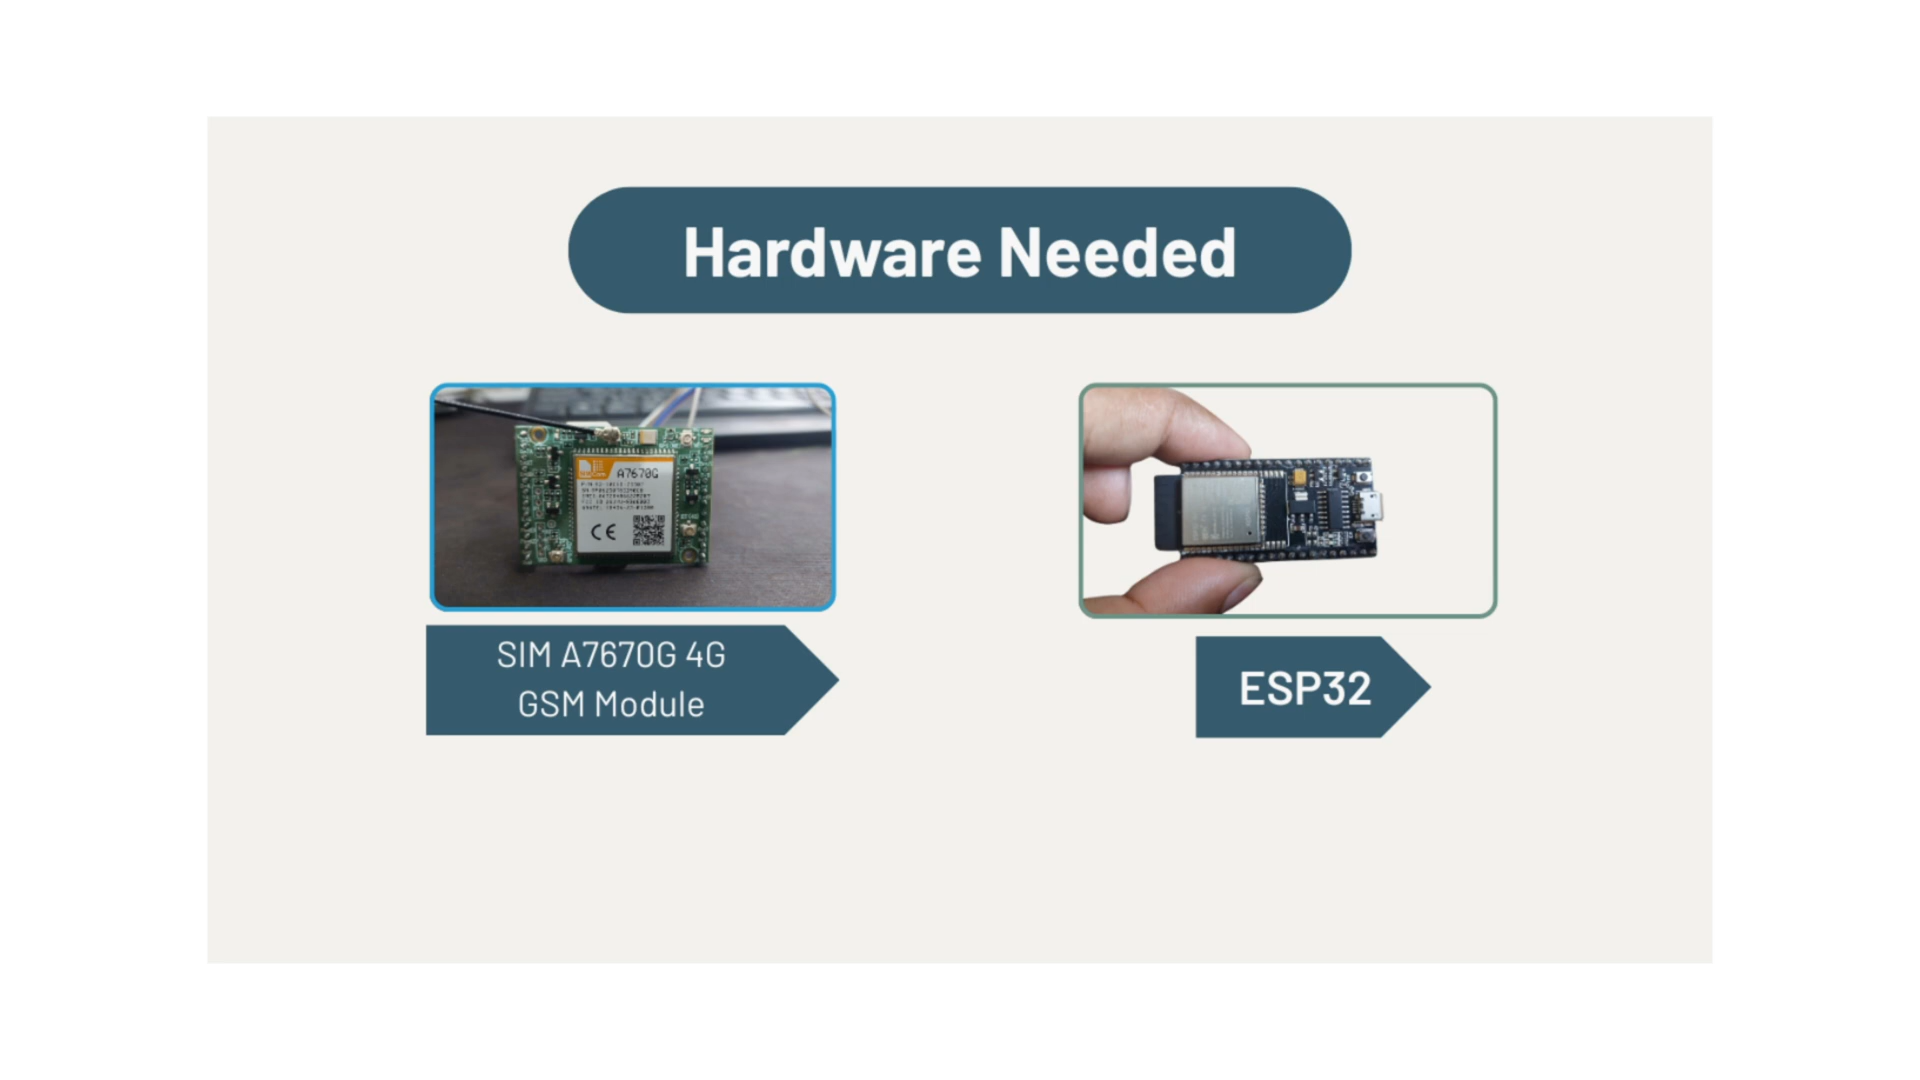 Hardware Needed
A7670G
CE
SIM A7670G 4G
GSM Module
ESP32